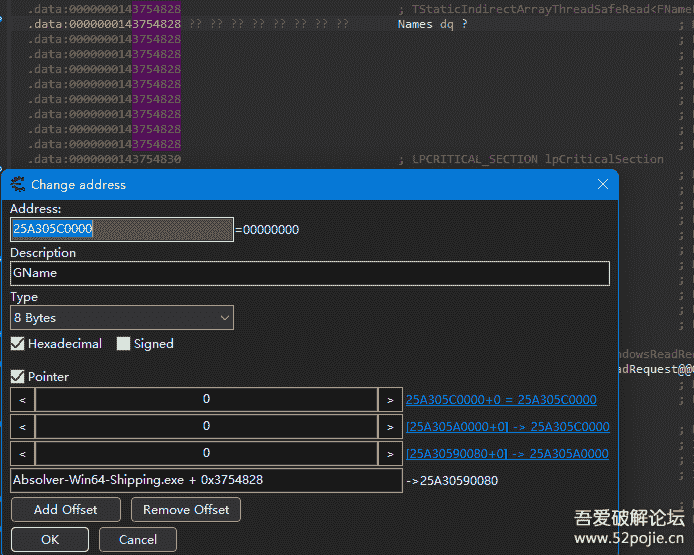 .data:0000000143754828 ; TStaticIndirectArrayThreadSafeRead<FName
.data:0000000143754828 ?? ?? ?? ?? ?? ?? ?? ?? Names dq ? ;
.data:0000000143754828 ;
.data:0000000143754828 ;
.data:0000000143754828 ;
.data:0000000143754828 ;
.data:0000000143754828 ;
.data:0000000143754828 ;
.data:0000000143754828 ;
.data:0000000143754828 ;
.data:0000000143754830 ; LPCRITICAL_SECTION lpCriticalSection
Change address
Address:
25A305C0000 =00000000
Description
GName
Type
8 Bytes
Hexadecimal Signed
Pointer
< 0 > 25A305C0000+0 = 25A305C0000
< 0 > [25A305A0000+0] -> 25A305C0000
< 0 > [25A30590080+0] -> 25A305A0000
Absolver-Win64-Shipping.exe + 0x3754828 ->25A30590080
Add Offset Remove Offset
OK Cancel
ndowsReadRe
adRequest@@
吾爱破解论坛
www.52pojie.cn